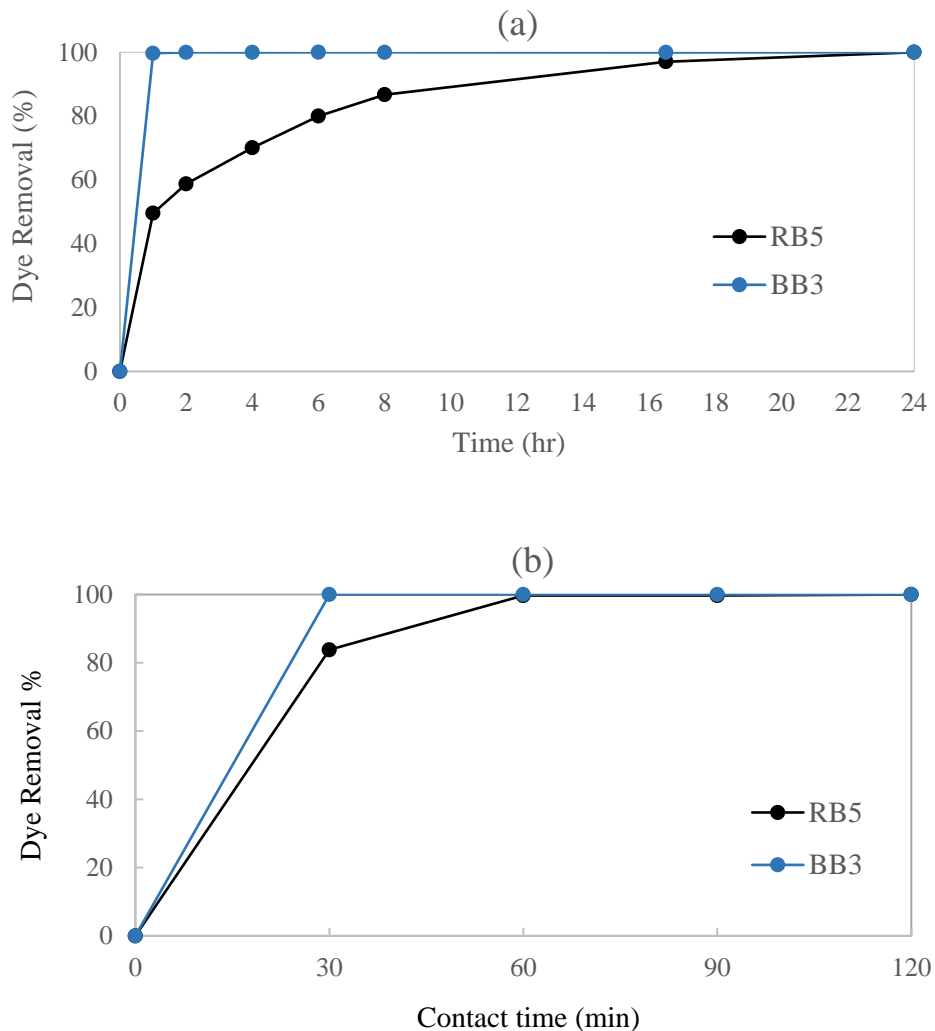 (a)
Dye Removal (%)
100
80
60
40
20
0
RB5
BB3
0 2 4 6 8 10 12 14 16 18 20 22 24
Time (hr)
(b)
Dye Removal %
100
80
60
40
20
0
RB5
BB3
0 30 60 90 120
Contact time (min)